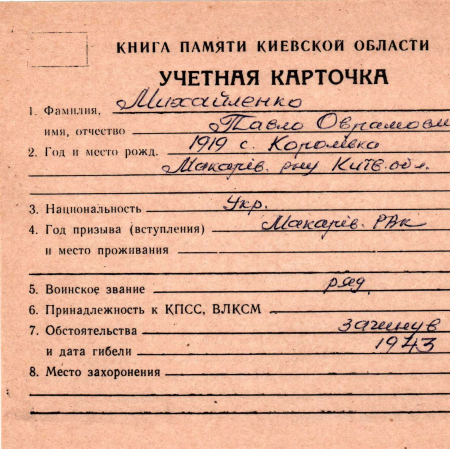 КНИГА ПАМЯТИ КИЕВСКОЙ ОБЛАСТИ
УЧЕТНАЯ КАРТОЧКА
1. Фамилия, Михайленко
имя, отчество Павло Оврамови
2. Год и место рожд. 1919 с. Королівка
Макарів. р-ну Київ. обл.
3. Национальность Укр.
4. Год призыва (вступления) Макарів. РВК
и место проживания
5. Воинское звание ряд.
6. Принадлежность к КПСС, ВЛКСМ
7. Обстоятельства загинув
и дата гибели 1943
8. Место захоронения